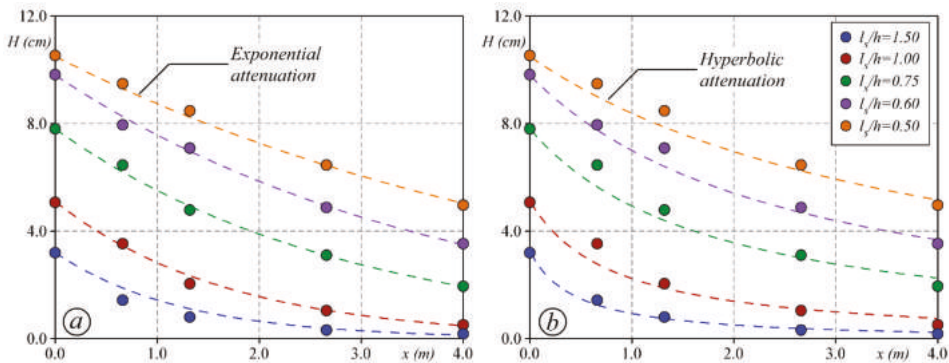 12.0
H (cm)
8.0
4.0
0.0
0.0
1.0
2.0
3.0
x (m)
4.0
Exponential
attenuation
a
12.0
H (cm)
8.0
4.0
0.0
0.0
1.0
2.0
3.0
x (m)
4.0
Hyperbolic
attenuation
b
l_s/h=1.50
l_s/h=1.00
l_s/h=0.75
l_s/h=0.60
l_s/h=0.50